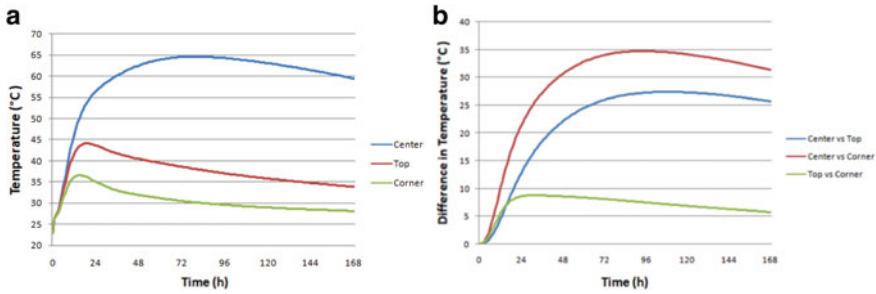 a
Temperature (°C)
70
65
60
55
50
45
40
35
30
25
20
0 24 48 72 96 120 144 168
Time (h)
Center
Top
Corner
b
Difference in Temperature (°C)
40
35
30
25
20
15
10
5
0
0 24 48 72 96 120 144 168
Time (h)
Center vs Top
Center vs Corner
Top vs Corner